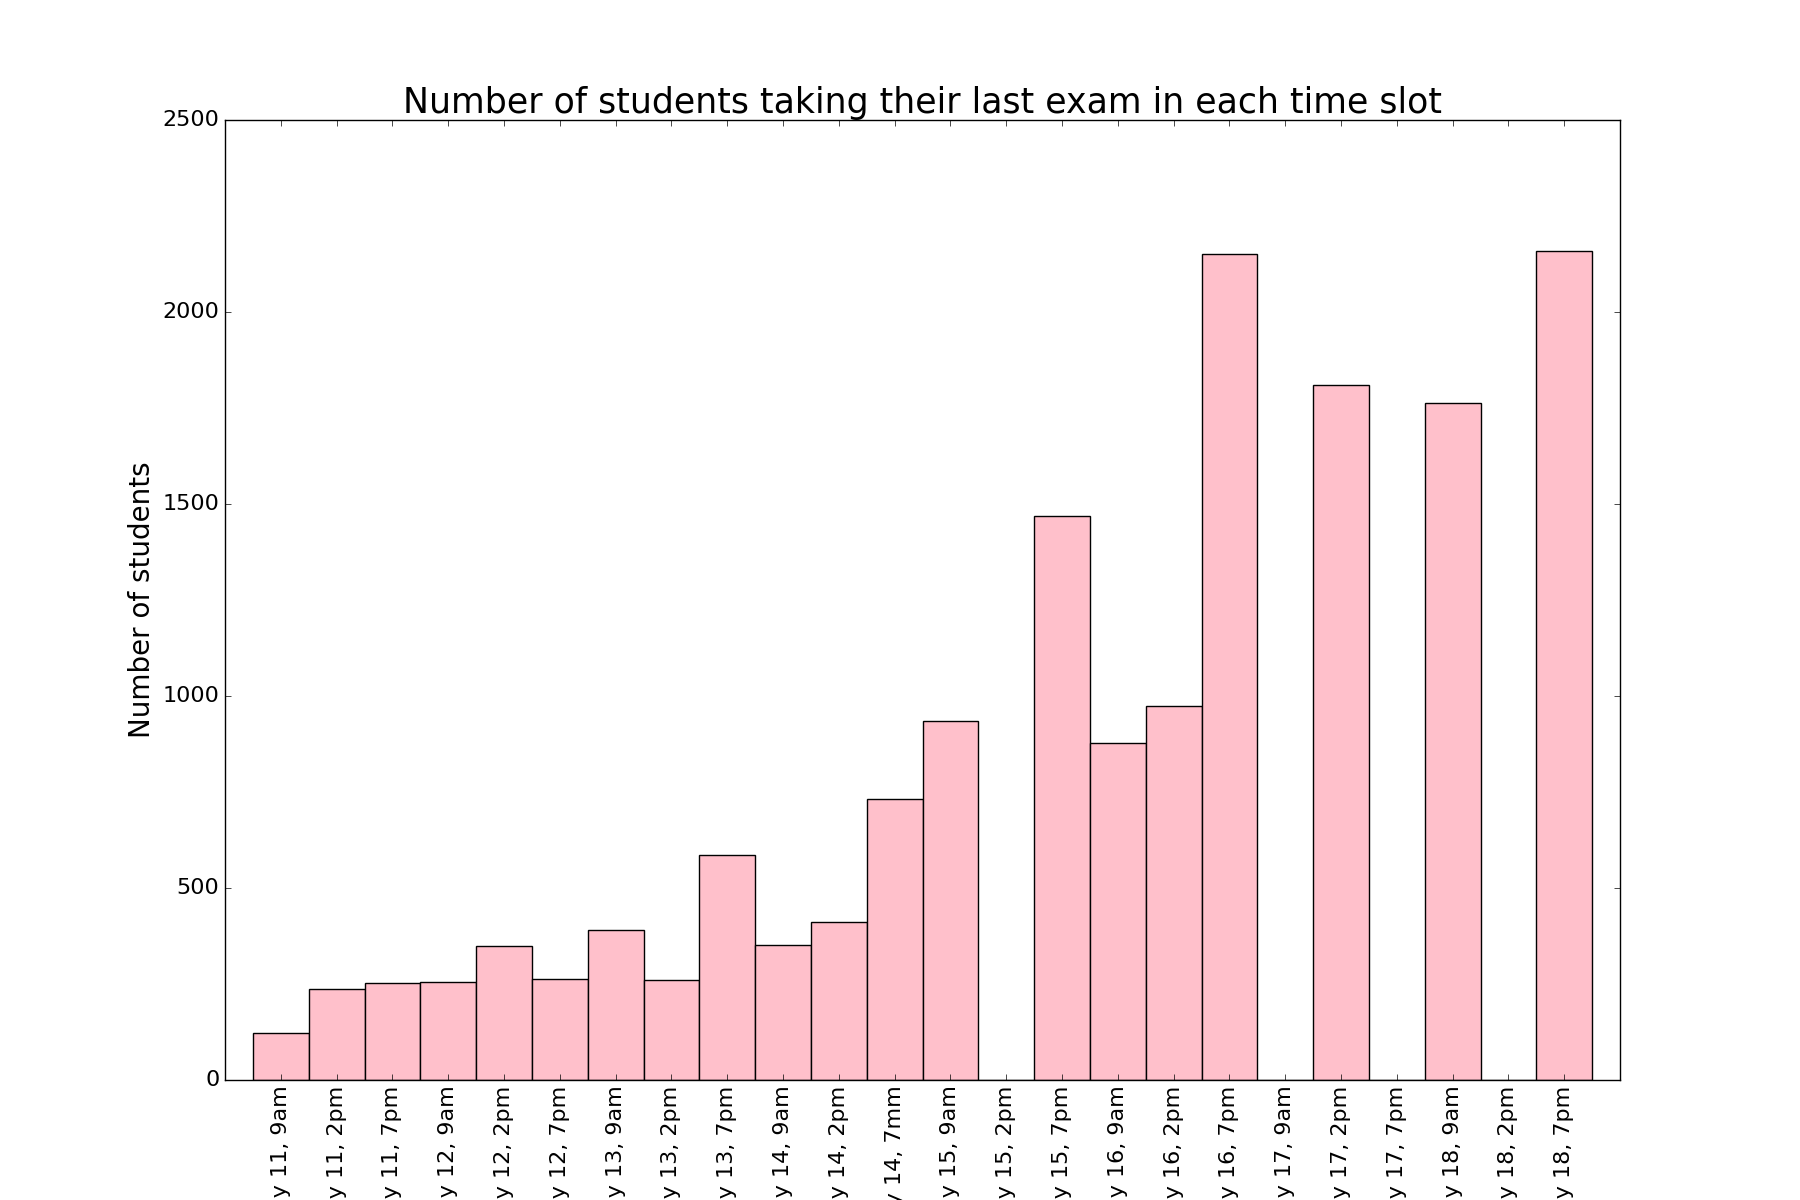 Number of students taking their last exam in each time slot
2500
2000
1500
1000
500
0
Number of students
y 11, 9am
y 11, 2pm
y 11, 7pm
y 12, 9am
y 12, 2pm
y 12, 7pm
y 13, 9am
y 13, 2pm
y 13, 7pm
y 14, 9am
y 14, 2pm
y 14, 7mm
y 15, 9am
y 15, 2pm
y 15, 7pm
y 16, 9am
y 16, 2pm
y 16, 7pm
y 17, 9am
y 17, 2pm
y 17, 7pm
y 18, 9am
y 18, 2pm
y 18, 7pm